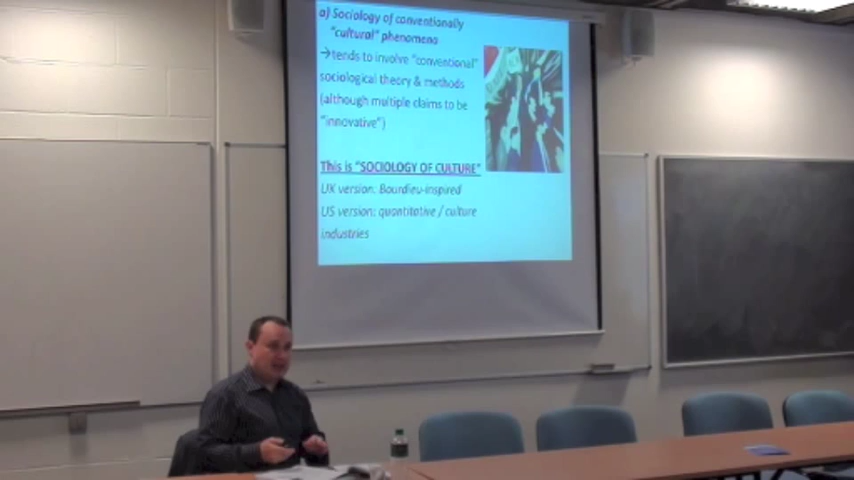 a) Sociology of conventionally
"cultural" phenomena
→tends to involve "conventional"
sociological theory & methods
(although multiple claims to be
"innovative")
This is "SOCIOLOGY OF CULTURE"
UK version: Bourdieu-inspired
US version: quantitative / culture
industries